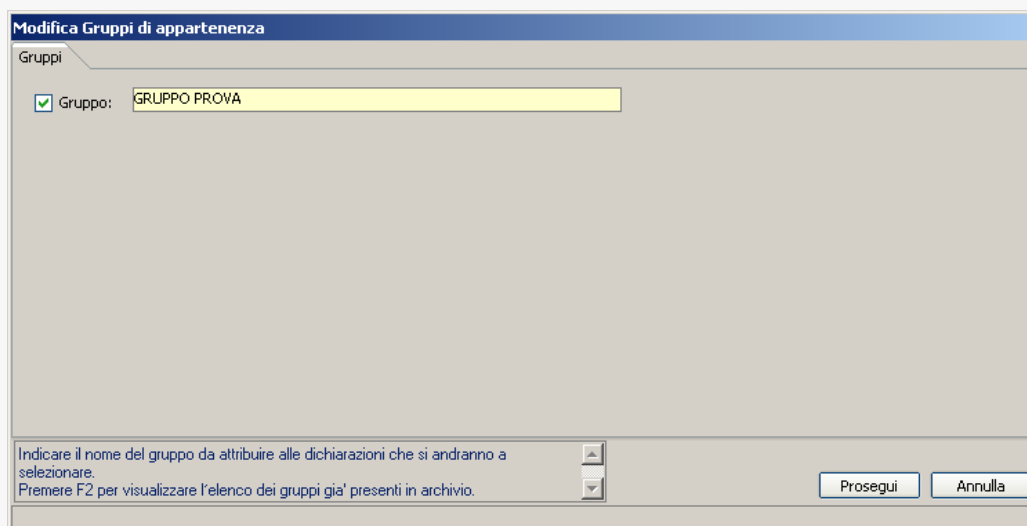 Modifica Gruppi di appartenenza
Gruppi
Gruppo: GRUPPO PROVA
Indicare il nome del gruppo da attribuire alle dichiarazioni che si andranno a
selezionare.
Premere F2 per visualizzare l'elenco dei gruppi gia' presenti in archivio.
Prosegui Annulla